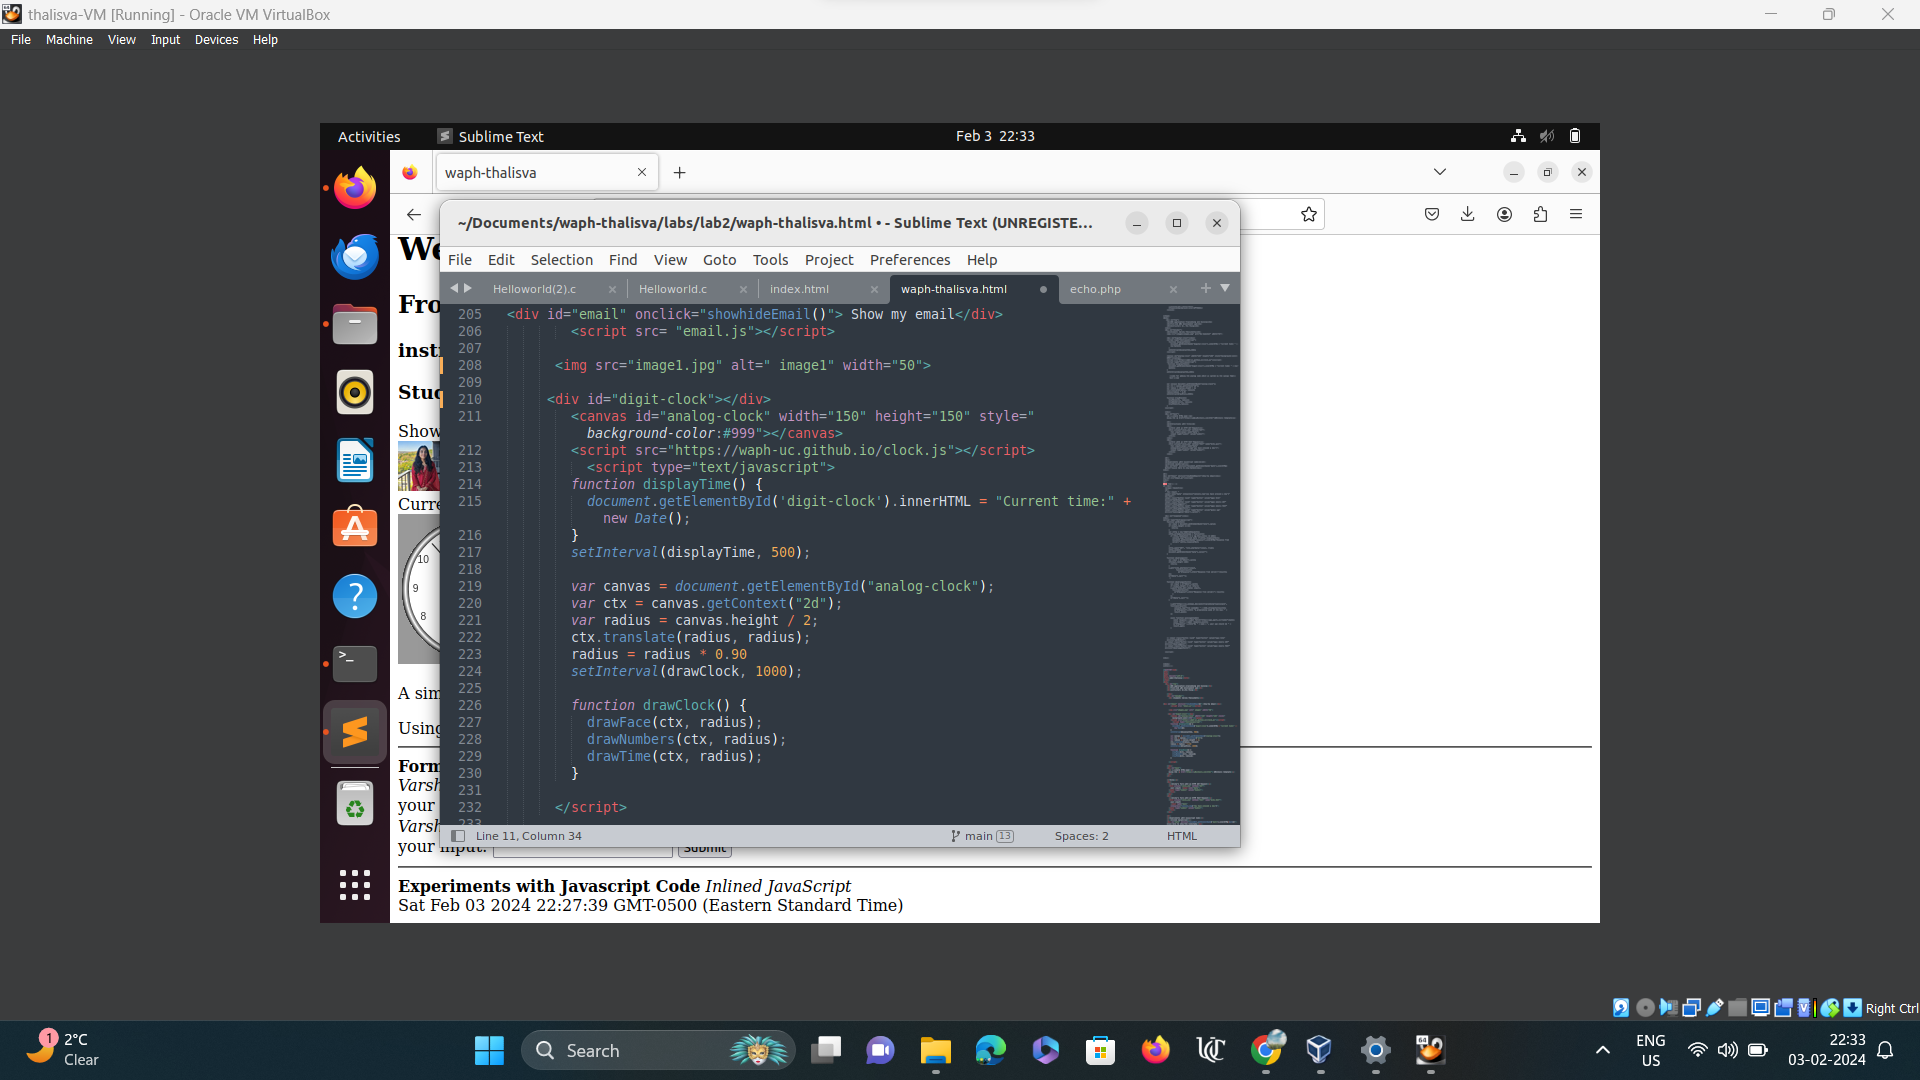 thalisva-VM [Running] - Oracle VM VirtualBox
File Machine View Input Devices Help
Activities Sublime Text Feb 3 22:33
waph-thalisva
~/Documents/waph-thalisva/labs/lab2/waph-thalisva.html • - Sublime Text (UNREGISTE...
File Edit Selection Find View Goto Tools Project Preferences Help
Helloworld(2).c Helloworld.c index.html waph-thalisva.html echo.php
205 <div id="email" onclick="showhideEmail()"> Show my email</div>
206 <script src= "email.js"></script>
207
208 <img src="image1.jpg" alt=" image1" width="50">
209
210 <div id="digit-clock"></div>
211 <canvas id="analog-clock" width="150" height="150" style="
background-color:#999"></canvas>
212 <script src="https://waph-uc.github.io/clock.js"></script>
213 <script type="text/javascript">
214 function displayTime() {
215 document.getElementById('digit-clock').innerHTML = "Current time:" +
new Date();
216 }
217 setInterval(displayTime, 500);
218
219 var canvas = document.getElementById("analog-clock");
220 var ctx = canvas.getContext("2d");
221 var radius = canvas.height / 2;
222 ctx.translate(radius, radius);
223 radius = radius * 0.90
224 setInterval(drawClock, 1000);
225
226 function drawClock() {
227 drawFace(ctx, radius);
228 drawNumbers(ctx, radius);
229 drawTime(ctx, radius);
230 }
231
232 </script>
233
Line 11, Column 34 main 13 Spaces: 2 HTML
We
Fro
inst
Stud
Show
Curre
10
9
8
A sim
Using
Form
Varsh
your
Varsh
your input: Submit
Experiments with Javascript Code Inlined JavaScript
Sat Feb 03 2024 22:27:39 GMT-0500 (Eastern Standard Time)
Right Ctrl
1 2°C
Clear
Search
64
ENG
US
22:33
03-02-2024